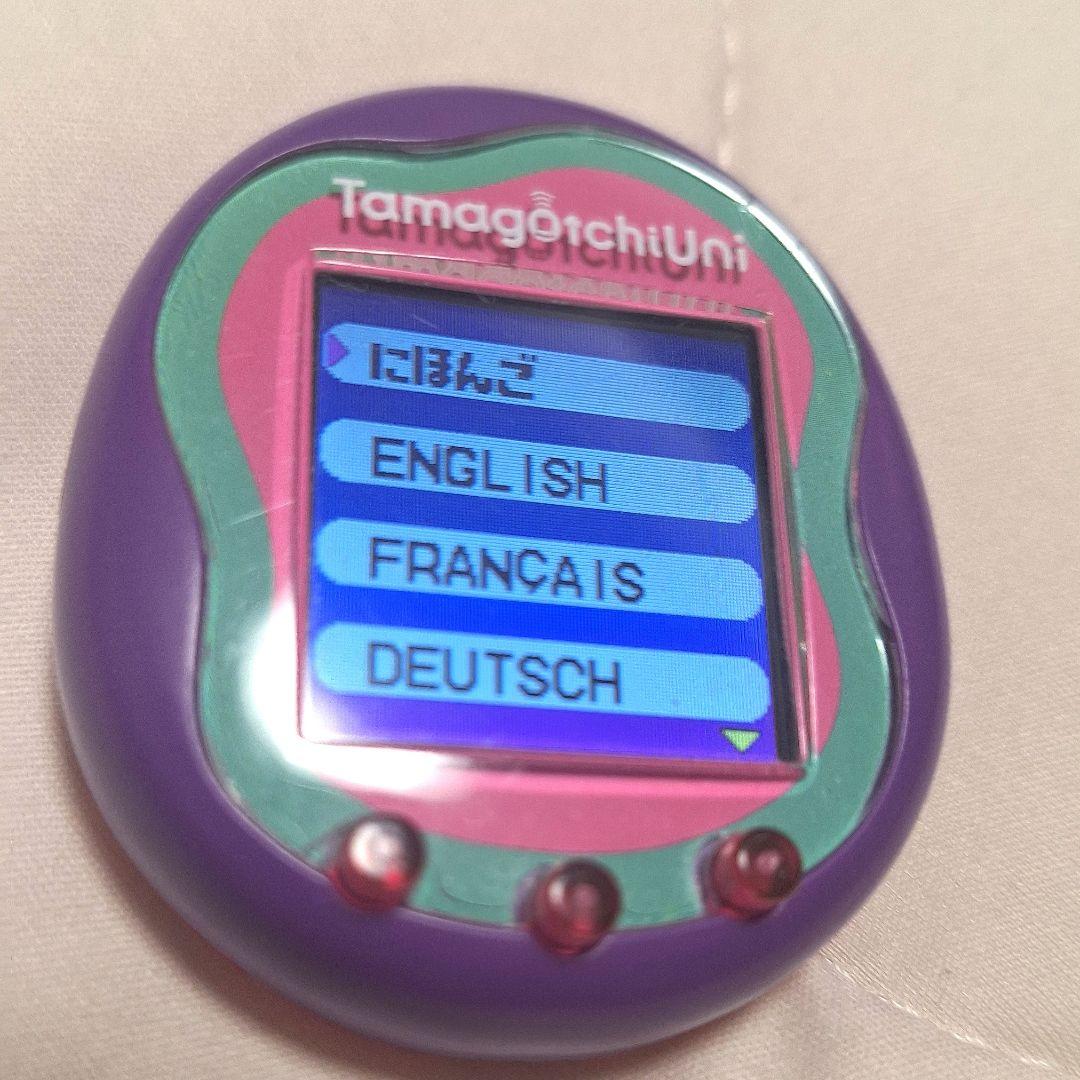 TamagotchiUni
にほんご
ENGLISH
FRANÇAIS
DEUTSCH